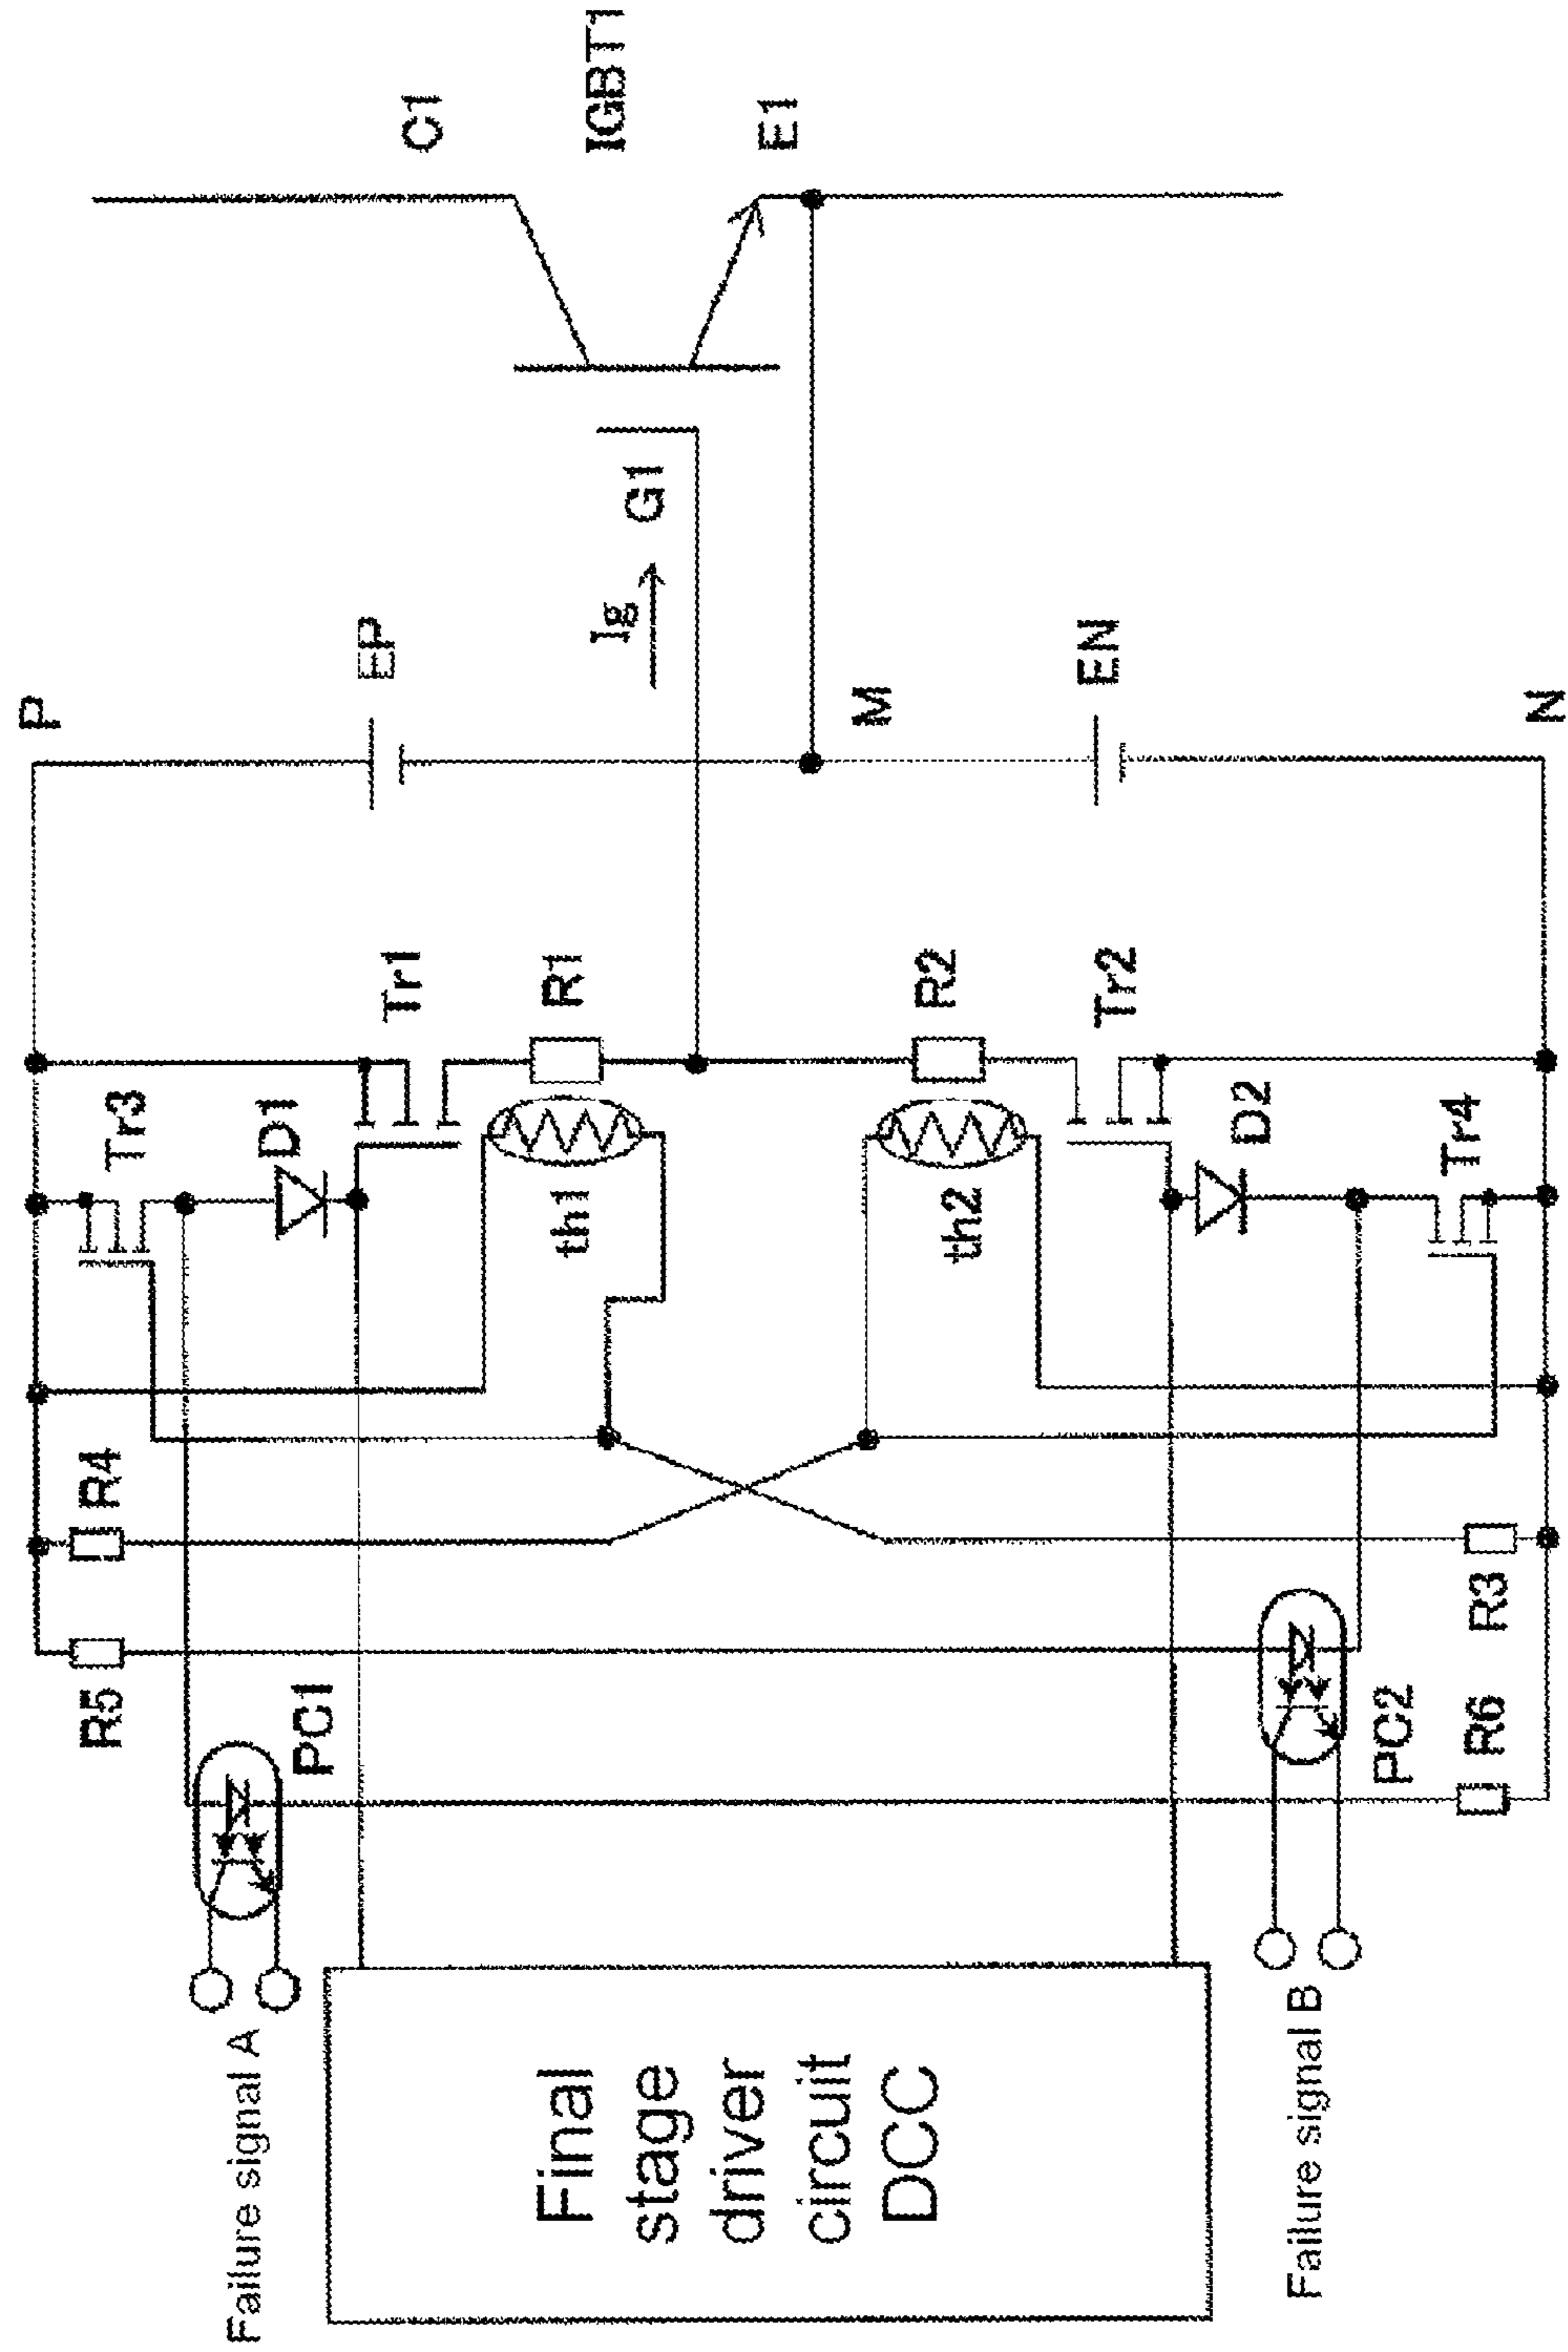 Failure signal A
Final
stage
driver
circuit
DCC
Failure signal B
PC1
PC2
R5
R6
R4
R3
Tr3
D1
th1
th2
D2
Tr4
Tr1
R1
R2
Tr2
P
EP
Ig
G1
M
EN
N
C1
IGBT1
E1